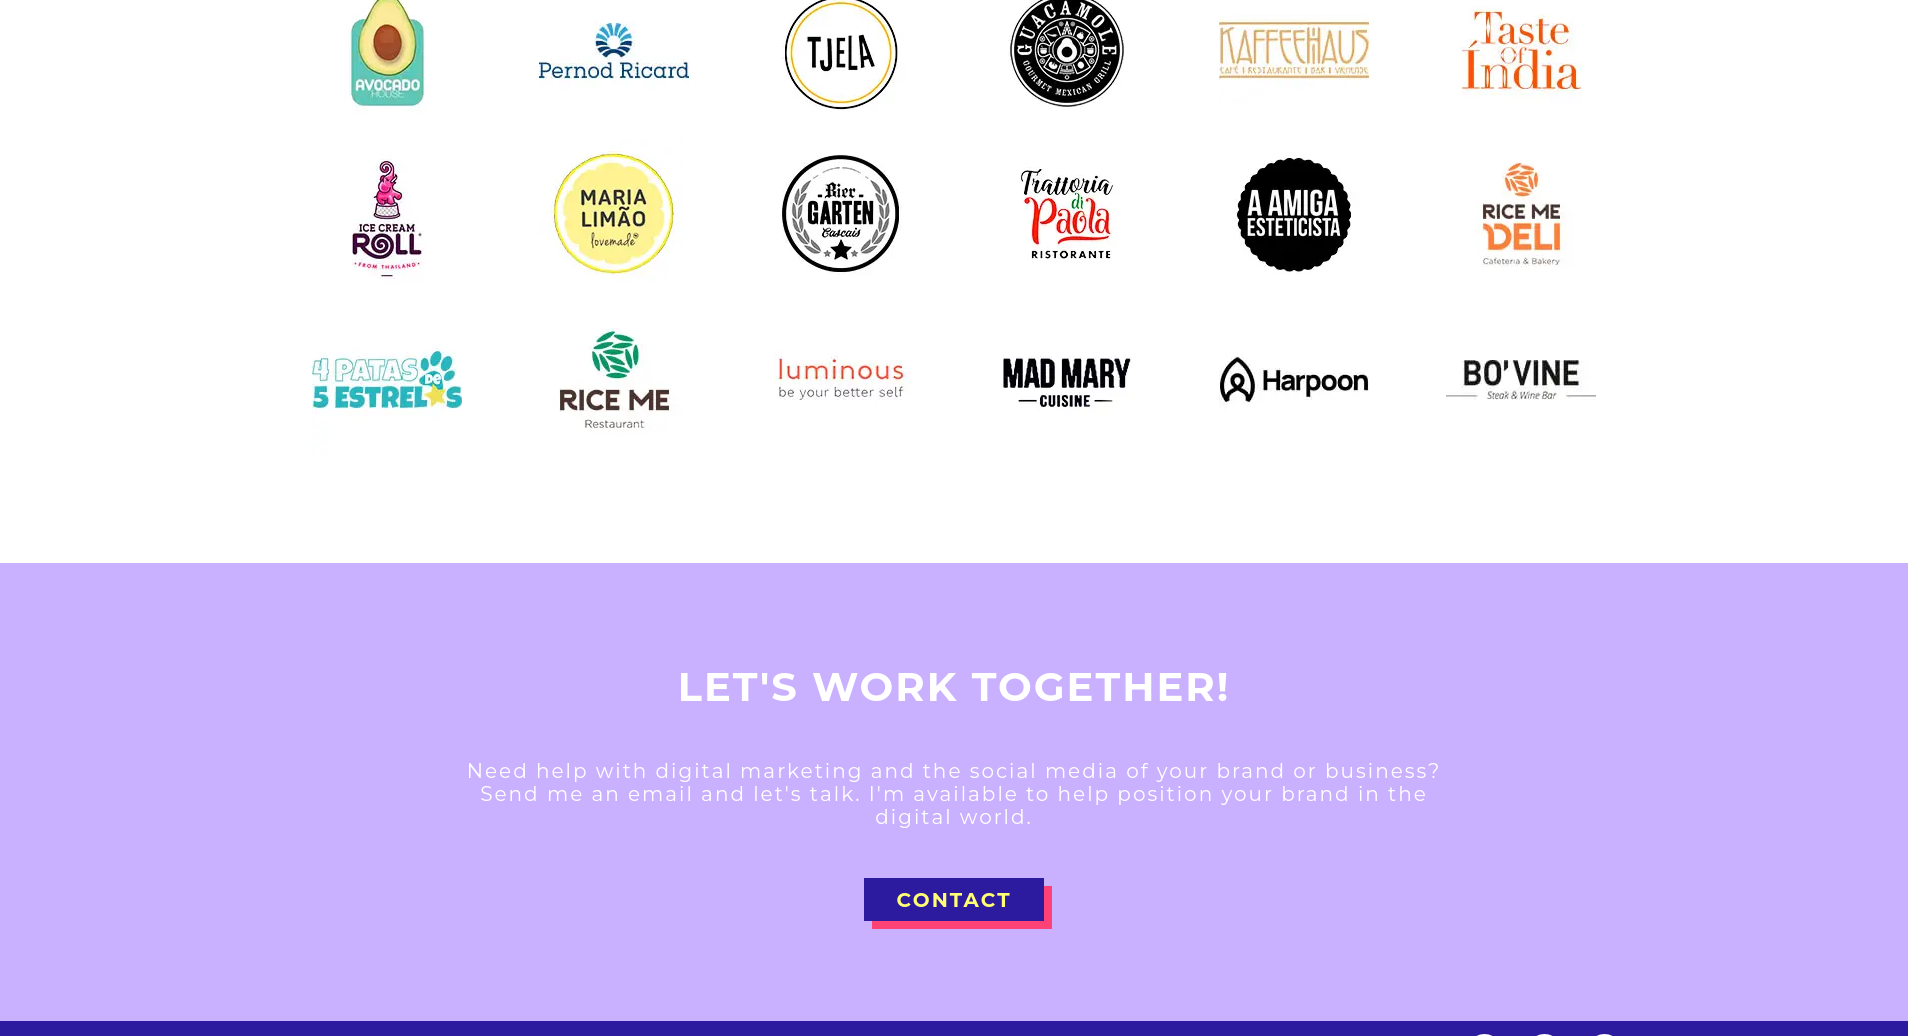 AVOCADO
HOUSE
Pernod Ricard
TJELA
GUACAMOLE
GOURMET MEXICAN GRILL
KAFFEEHAUS
CAFÉ | RESTAURANTE | BAR | VIENENSE
Taste
Of
Índia
ICE CREAM
ROLL
• FROM THAILAND •
MARIA
LIMÃO
lovemade
Bier
GARTEN
Cascais
Trattoria
di
Paola
RISTORANTE
A AMIGA
ESTETICISTA
RICE ME
DELI
Cafeteria & Bakery
4 PATAS
DE
5 ESTRELAS
RICE ME
Restaurant
luminous
be your better self
MAD MARY
CUISINE
Harpoon
BO'VINE
Steak & Wine Bar
LET'S WORK TOGETHER!
Need help with digital marketing and the social media of your brand or business?
Send me an email and let's talk. I'm available to help position your brand in the
digital world.
CONTACT